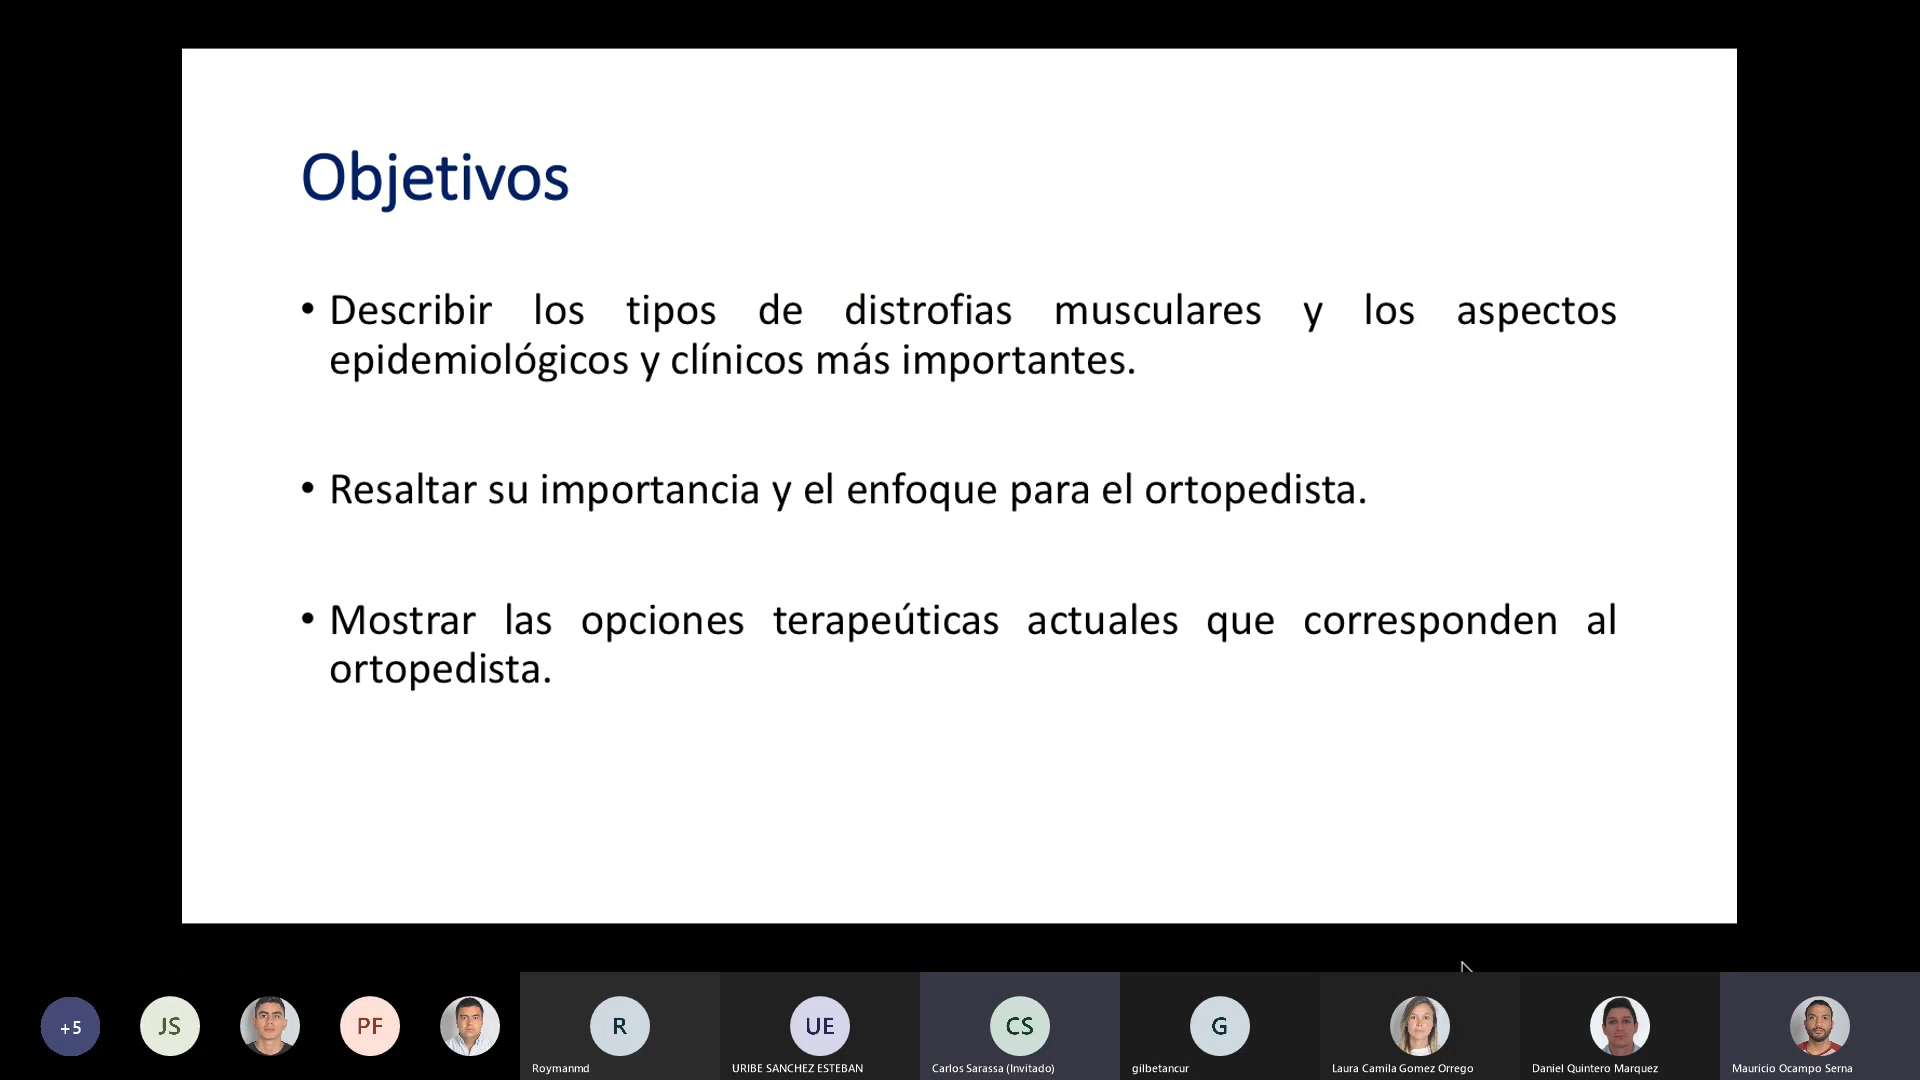 Objetivos
• Describir los tipos de distrofias musculares y los aspectos
epidemiológicos y clínicos más importantes.
• Resaltar su importancia y el enfoque para el ortopedista.
• Mostrar las opciones terapeúticas actuales que corresponden al
ortopedista.
+5 JS PF R UE CS G
Roymanmd URIBE SANCHEZ ESTEBAN Carlos Sarassa (Invitado) gilbetancur Laura Camila Gomez Orrego Daniel Quintero Marquez Mauricio Ocampo Serna